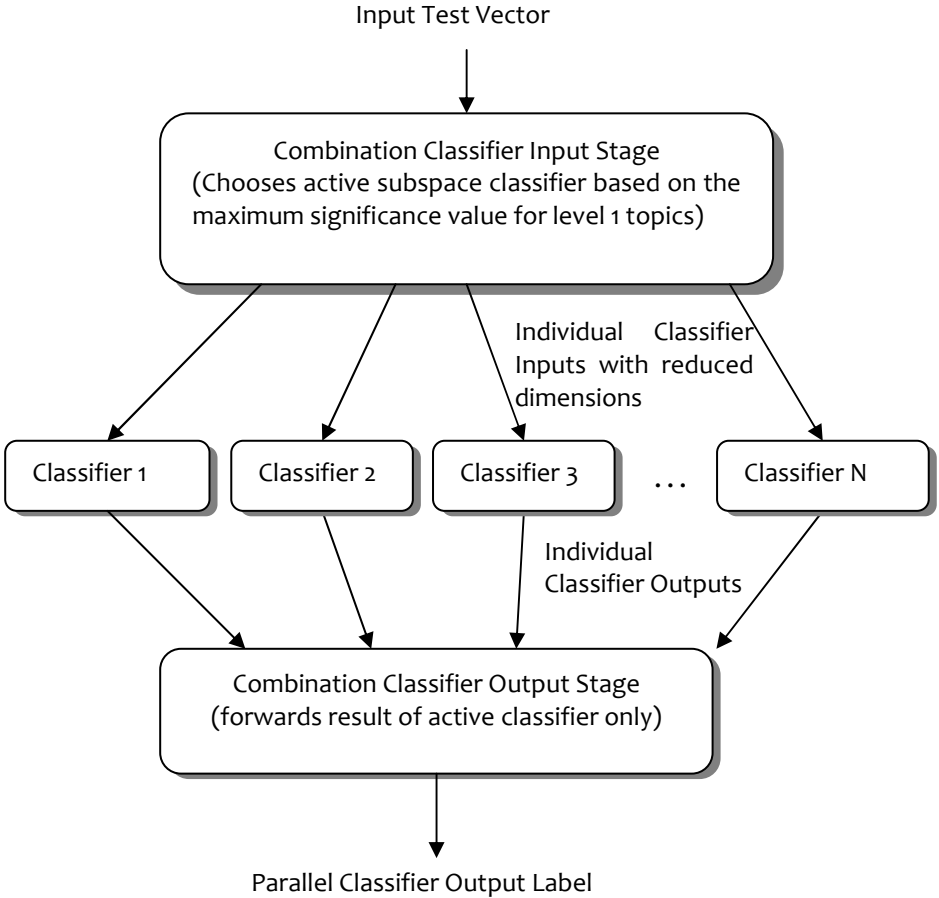 Input Test Vector
Combination Classifier Input Stage
(Chooses active subspace classifier based on the
maximum significance value for level 1 topics)
Individual Classifier
Inputs with reduced
dimensions
Classifier 1
Classifier 2
Classifier 3
...
Classifier N
Individual
Classifier Outputs
Combination Classifier Output Stage
(forwards result of active classifier only)
Parallel Classifier Output Label